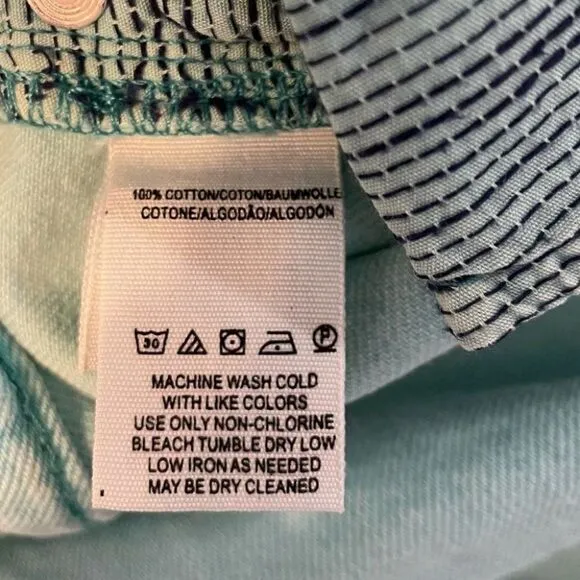 100% COTTON/COTON/BAUMWOLLE
COTONE/ALGODÃO/ALGODÓN
30 P
MACHINE WASH COLD
WITH LIKE COLORS
USE ONLY NON-CHLORINE
BLEACH TUMBLE DRY LOW
LOW IRON AS NEEDED
MAY BE DRY CLEANED